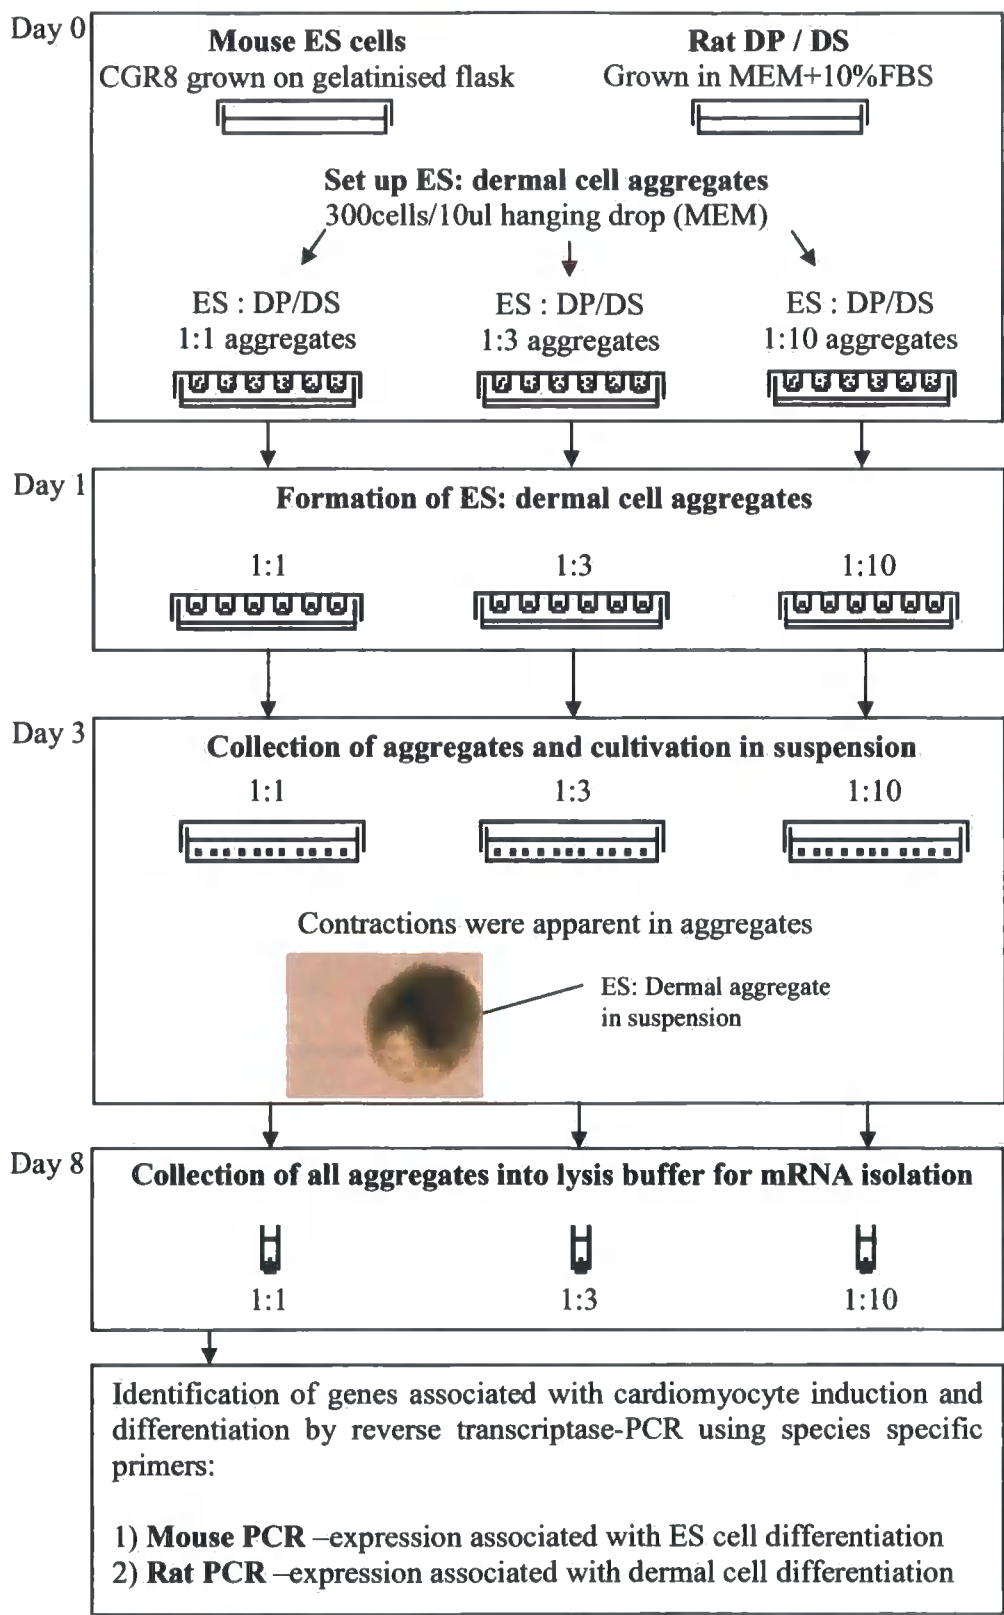 Day 0
Mouse ES cells
CGR8 grown on gelatinised flask
Rat DP / DS
Grown in MEM+10%FBS
Set up ES: dermal cell aggregates
300cells/10ul hanging drop (MEM)
ES : DP/DS
1:1 aggregates
ES : DP/DS
1:3 aggregates
ES : DP/DS
1:10 aggregates
Day 1
Formation of ES: dermal cell aggregates
1:1
1:3
1:10
Day 3
Collection of aggregates and cultivation in suspension
1:1
1:3
1:10
Contractions were apparent in aggregates
ES: Dermal aggregate
in suspension
Day 8
Collection of all aggregates into lysis buffer for mRNA isolation
1:1
1:3
1:10
Identification of genes associated with cardiomyocyte induction and
differentiation by reverse transcriptase-PCR using species specific
primers:
1) Mouse PCR –expression associated with ES cell differentiation
2) Rat PCR –expression associated with dermal cell differentiation